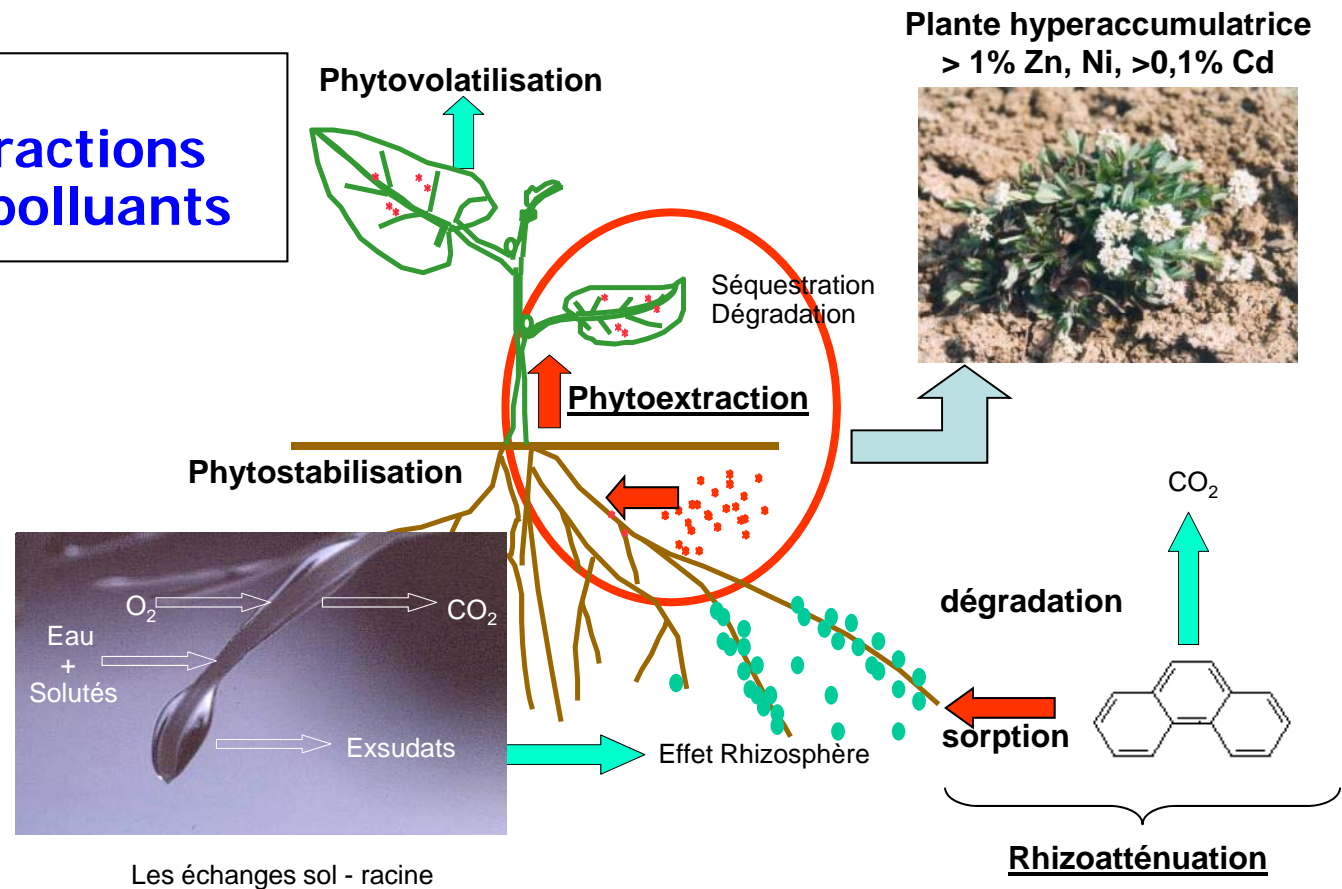 Plante hyperaccumulatrice
> 1% Zn, Ni, >0,1% Cd
Phytovolatilisation
ractions
polluants
Séquestration
Dégradation
Phytoextraction
Phytostabilisation
CO₂
dégradation
O₂
CO₂
Eau
+
Solutés
Exsudats
Effet Rhizosphère
sorption
Rhizoatténuation
Les échanges sol - racine